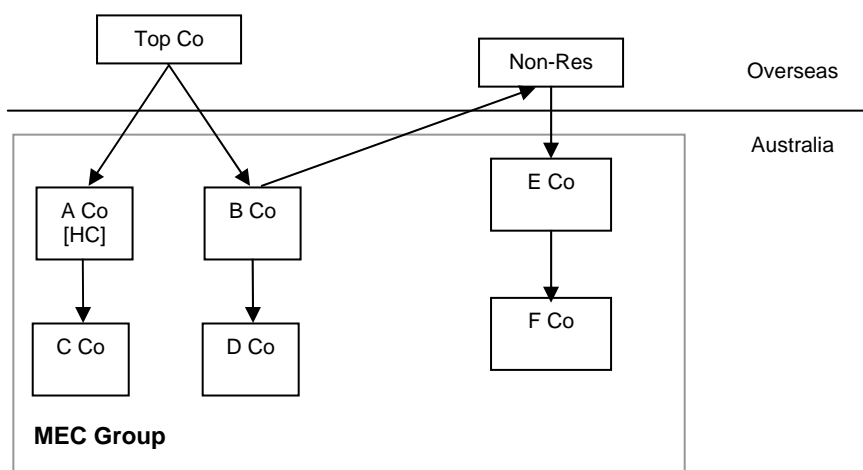 Top Co
Non-Res
Overseas
Australia
A Co
[HC]
B Co
E Co
C Co
D Co
F Co
MEC Group